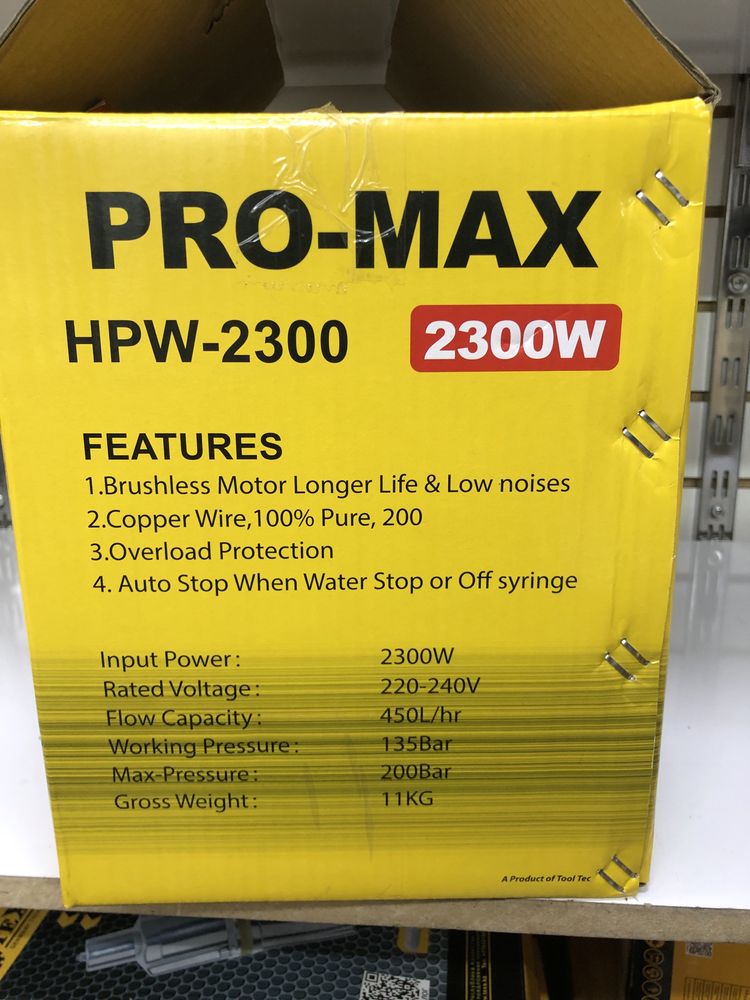 PRO-MAX
HPW-2300 2300W
FEATURES
1.Brushless Motor Longer Life & Low noises
2.Copper Wire,100% Pure, 200
3.Overload Protection
4. Auto Stop When Water Stop or Off syringe
Input Power : 2300W
Rated Voltage : 220-240V
Flow Capacity : 450L/hr
Working Pressure : 135Bar
Max-Pressure : 200Bar
Gross Weight : 11KG
A Product of Tool Tec